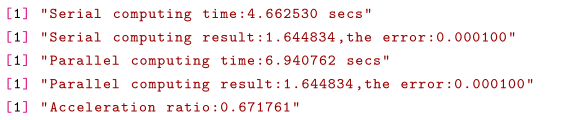 [1] "Serial computing time:4.662530 secs"
[1] "Serial computing result:1.644834,the error:0.000100"
[1] "Parallel computing time:6.940762 secs"
[1] "Parallel computing result:1.644834,the error:0.000100"
[1] "Acceleration ratio:0.671761"